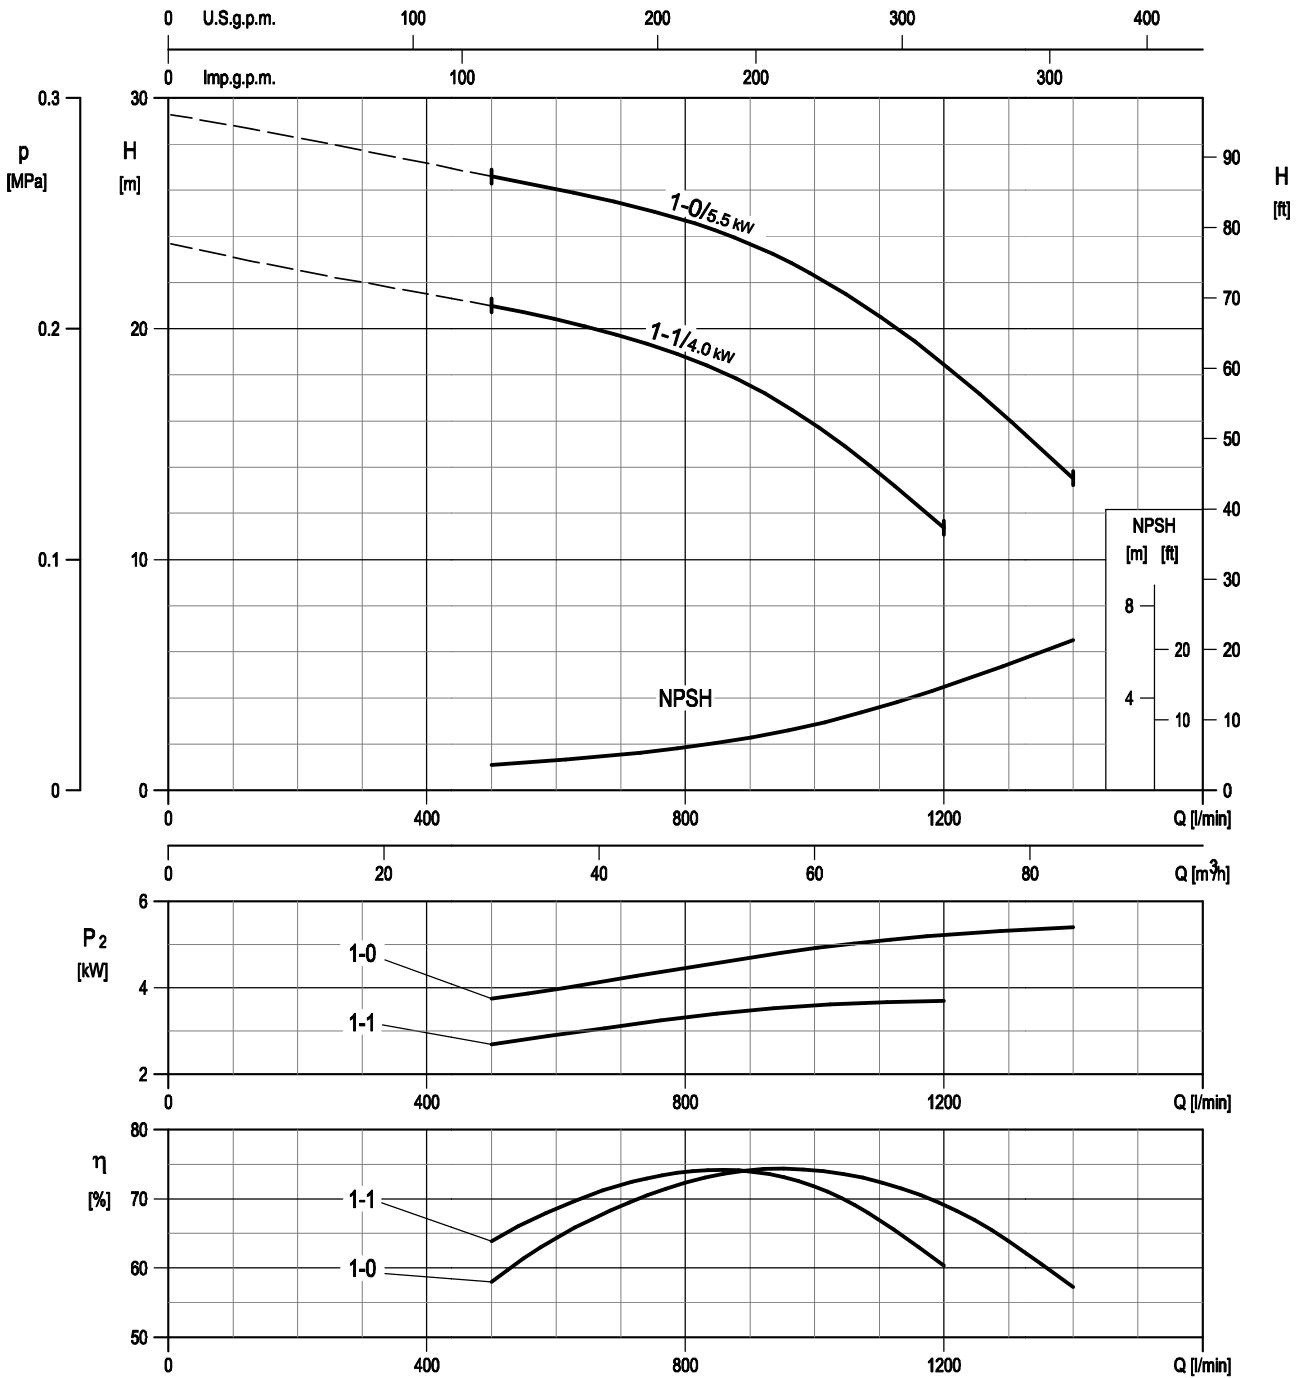 0 U.S.g.p.m. 100 200 300 400
0 Imp.g.p.m. 100 200 300
0.3 30
p H 90
[MPa] [m] H
[ft]
1-0/5.5 kW 80
70
0.2 20
1-1/4.0 kW
60
50
40
NPSH
[m] [ft]
0.1 10
30
8
20 20
NPSH 4
10 10
0 0 0
0 400 800 1200 Q [l/min]
0 20 40 60 80 Q [m³/h]
6
P2
1-0
[kW]
4
1-1
2
0 400 800 1200 Q [l/min]
80
η
[%] 70
1-1
1-0
60
50
0 400 800 1200 Q [l/min]